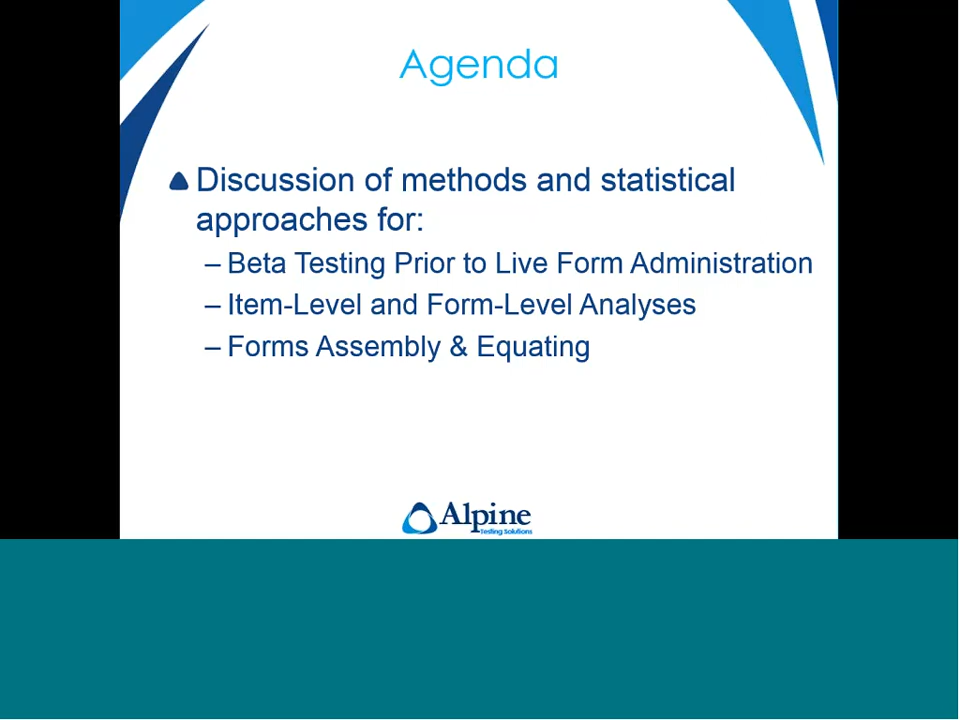 Agenda
Discussion of methods and statistical
approaches for:
– Beta Testing Prior to Live Form Administration
– Item-Level and Form-Level Analyses
– Forms Assembly & Equating
Alpine
Testing Solutions